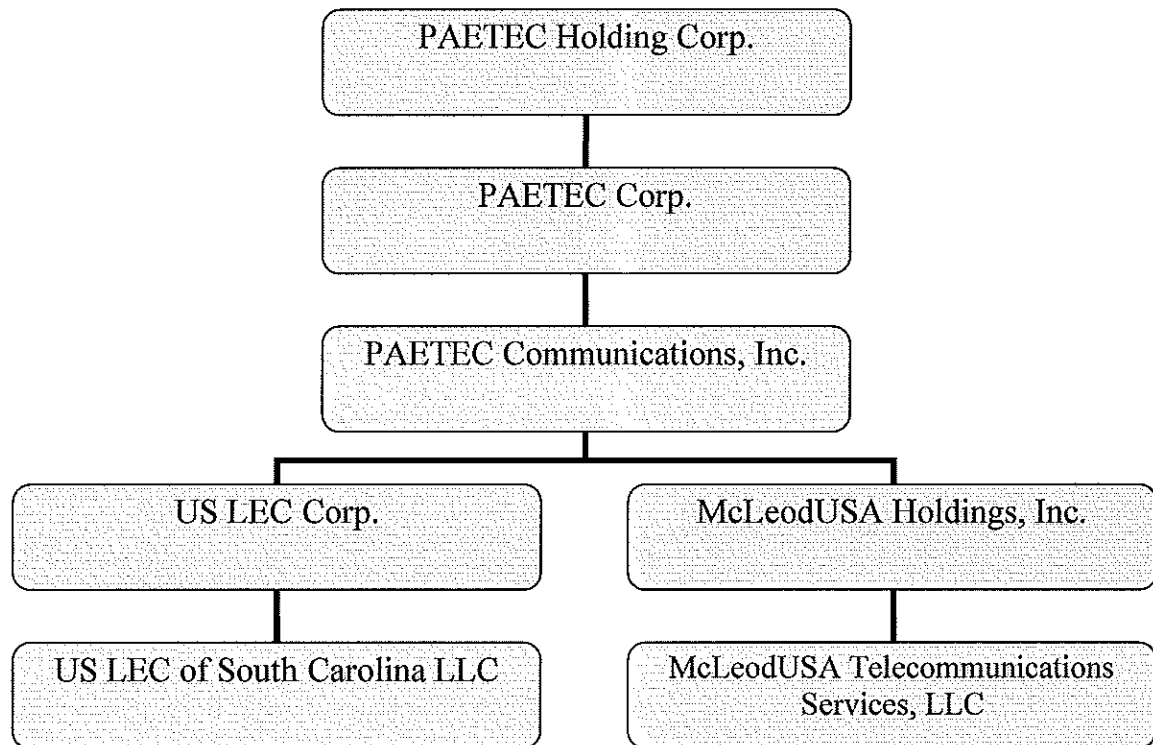 PAETEC Holding Corp.
PAETEC Corp.
PAETEC Communications, Inc.
US LEC Corp.
McLeodUSA Holdings, Inc.
US LEC of South Carolina LLC
McLeodUSA Telecommunications
Services, LLC